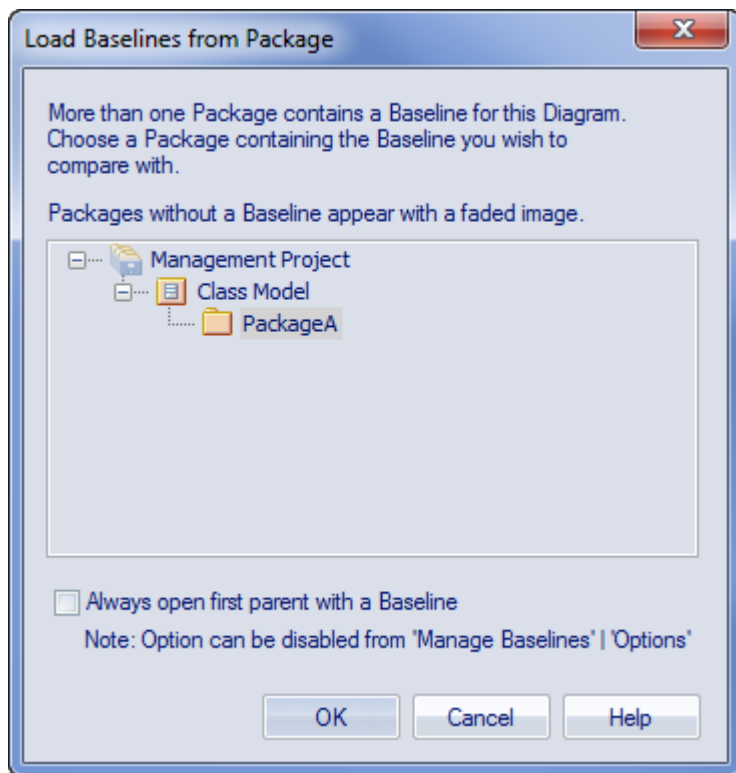 Load Baselines from Package
More than one Package contains a Baseline for this Diagram.
Choose a Package containing the Baseline you wish to
compare with.
Packages without a Baseline appear with a faded image.
Management Project
Class Model
PackageA
Always open first parent with a Baseline
Note: Option can be disabled from 'Manage Baselines' | 'Options'
OK
Cancel
Help